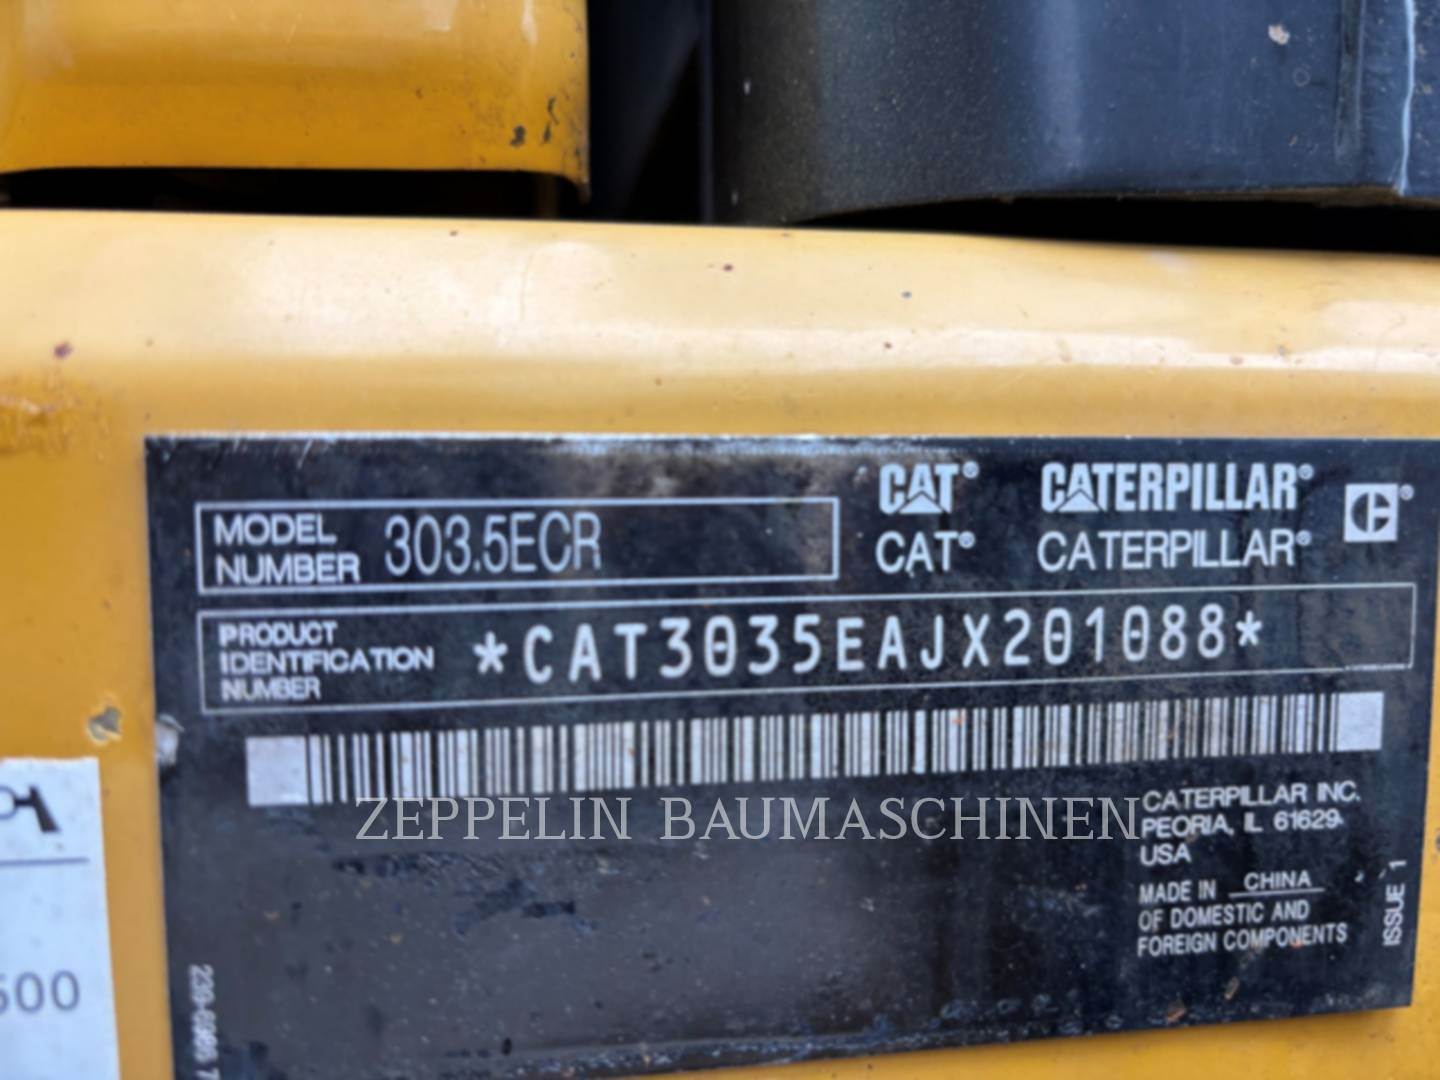 CAT® CATERPILLAR®
MODEL NUMBER 303.5ECR
CAT® CATERPILLAR®
PRODUCT IDENTIFICATION NUMBER *CAT3035EAJX201088*
ZEPPELIN BAUMASCHINEN
CATERPILLAR INC.
PEORIA, IL 61629
USA
MADE IN CHINA
OF DOMESTIC AND
FOREIGN COMPONENTS
ISSUE 1